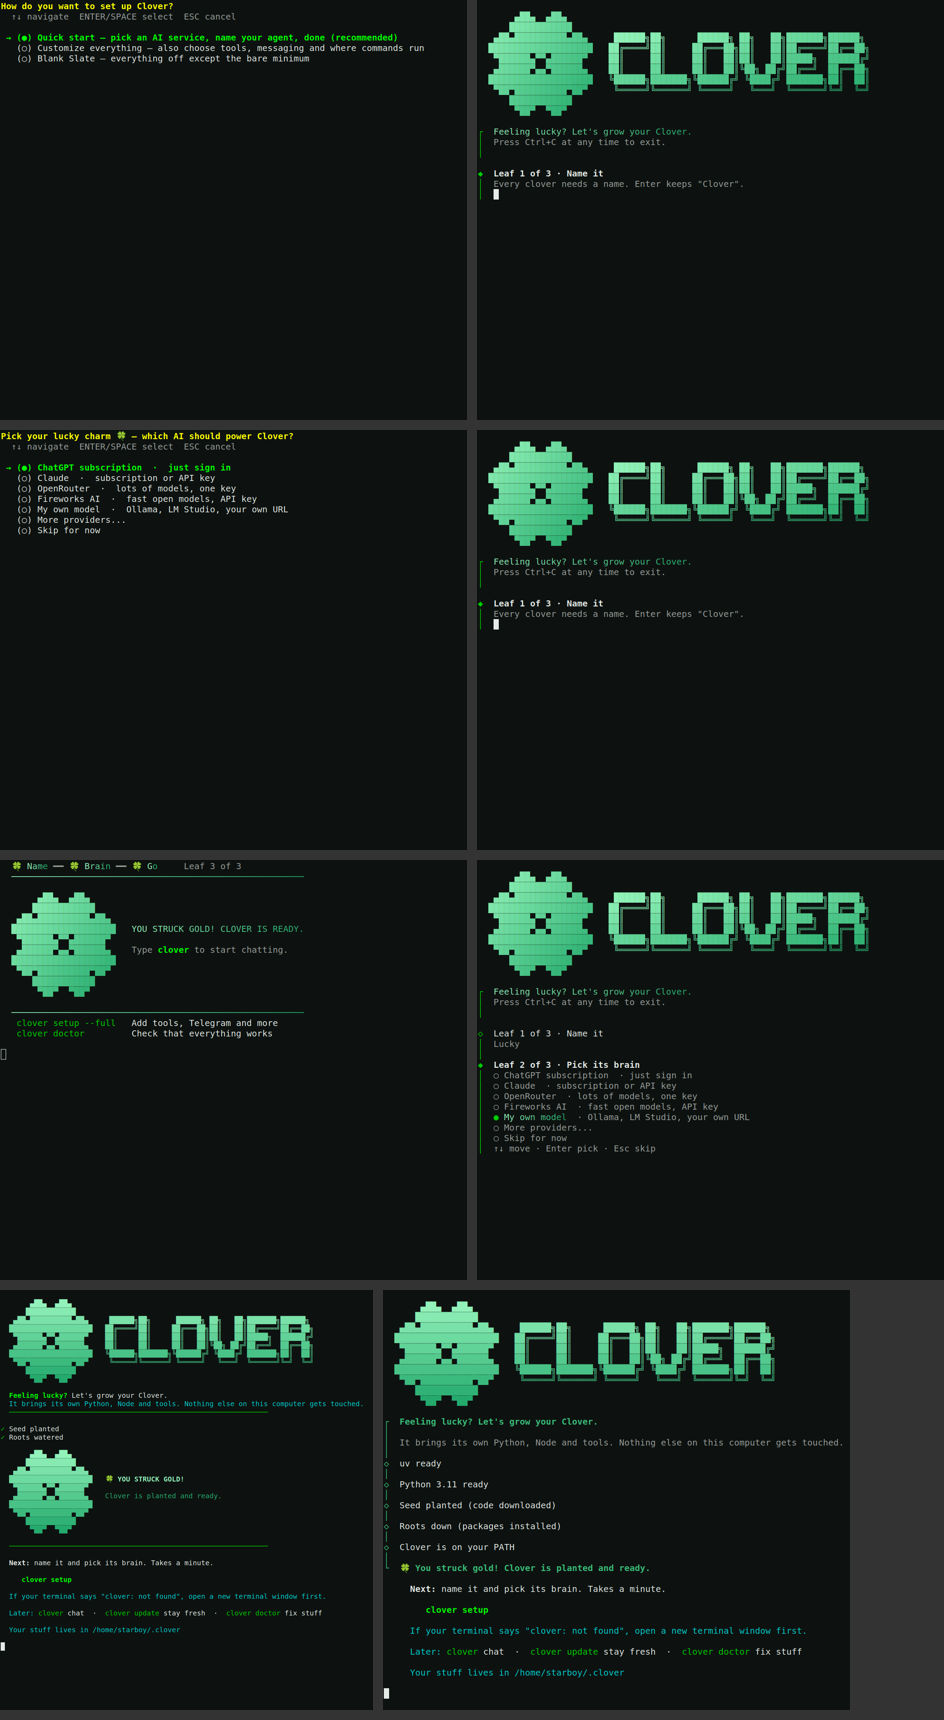 How do you want to set up Clover?
↑↓ navigate  ENTER/SPACE select  ESC cancel
→ (●) Quick start — pick an AI service, name your agent, done (recommended)
(○) Customize everything — also choose tools, messaging and where commands run
(○) Blank Slate — everything off except the bare minimum
CLOVER
Feeling lucky? Let's grow your Clover.
Press Ctrl+C at any time to exit.
◆ Leaf 1 of 3 · Name it
Every clover needs a name. Enter keeps "Clover".
Pick your lucky charm 🍀 — which AI should power Clover?
↑↓ navigate  ENTER/SPACE select  ESC cancel
→ (●) ChatGPT subscription  ·  just sign in
(○) Claude  ·  subscription or API key
(○) OpenRouter  ·  lots of models, one key
(○) Fireworks AI  ·  fast open models, API key
(○) My own model  ·  Ollama, LM Studio, your own URL
(○) More providers...
(○) Skip for now
CLOVER
Feeling lucky? Let's grow your Clover.
Press Ctrl+C at any time to exit.
◆ Leaf 1 of 3 · Name it
Every clover needs a name. Enter keeps "Clover".
🍀 Name ── 🍀 Brain ── 🍀 Go     Leaf 3 of 3
YOU STRUCK GOLD! CLOVER IS READY.
Type clover to start chatting.
clover setup --full   Add tools, Telegram and more
clover doctor         Check that everything works
CLOVER
Feeling lucky? Let's grow your Clover.
Press Ctrl+C at any time to exit.
◇ Leaf 1 of 3 · Name it
Lucky
◆ Leaf 2 of 3 · Pick its brain
○ ChatGPT subscription  · just sign in
○ Claude  · subscription or API key
○ OpenRouter  · lots of models, one key
○ Fireworks AI  · fast open models, API key
● My own model  · Ollama, LM Studio, your own URL
○ More providers...
○ Skip for now
↑↓ move · Enter pick · Esc skip
CLOVER
Feeling lucky? Let's grow your Clover.
It brings its own Python, Node and tools. Nothing else on this computer gets touched.
✓ Seed planted
✓ Roots watered
🍀 YOU STRUCK GOLD!
Clover is planted and ready.
Next: name it and pick its brain. Takes a minute.
clover setup
If your terminal says "clover: not found", open a new terminal window first.
Later: clover chat  ·  clover update stay fresh  ·  clover doctor fix stuff
Your stuff lives in /home/starboy/.clover
CLOVER
Feeling lucky? Let's grow your Clover.
It brings its own Python, Node and tools. Nothing else on this computer gets touched.
◇ uv ready
◇ Python 3.11 ready
◇ Seed planted (code downloaded)
◇ Roots down (packages installed)
◇ Clover is on your PATH
🍀 You struck gold! Clover is planted and ready.
Next: name it and pick its brain. Takes a minute.
clover setup
If your terminal says "clover: not found", open a new terminal window first.
Later: clover chat  ·  clover update stay fresh  ·  clover doctor fix stuff
Your stuff lives in /home/starboy/.clover